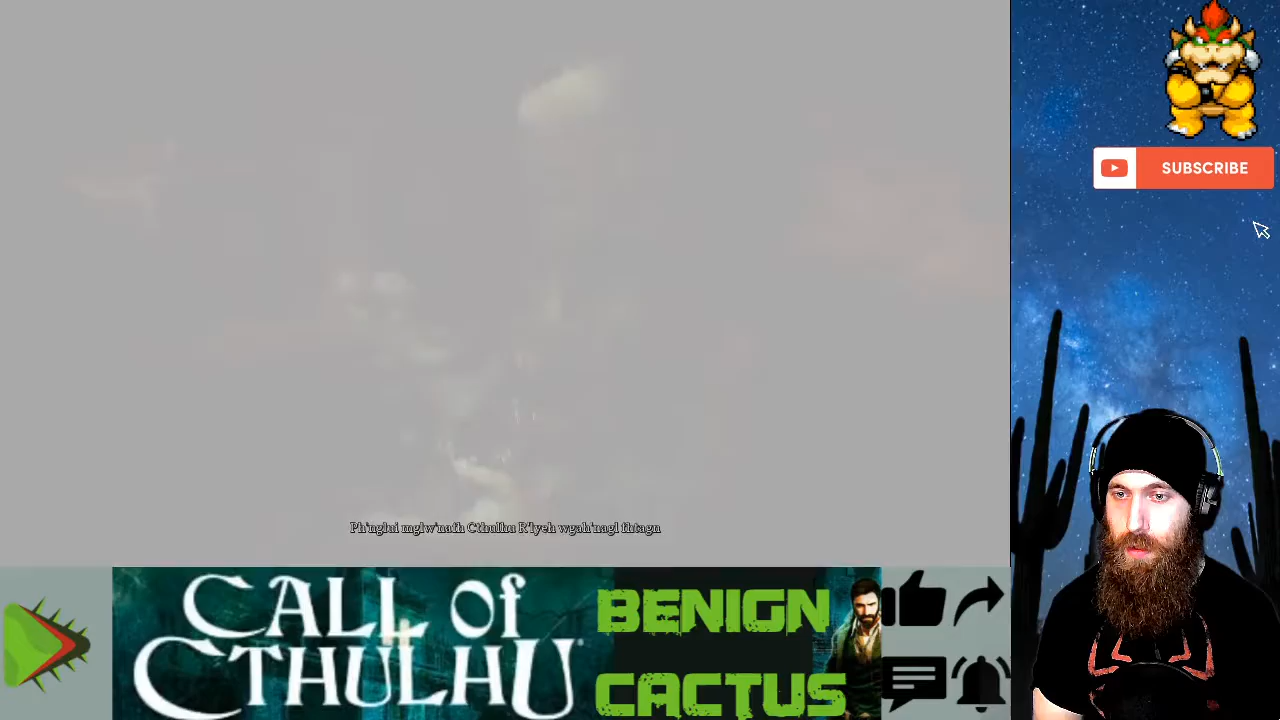 SUBSCRIBE
Ph'nglui mglw'nafh Cthulhu R'lyeh wgah'nagl fhtagn
CALL of
CTHULHU
BENIGN
CACTUS